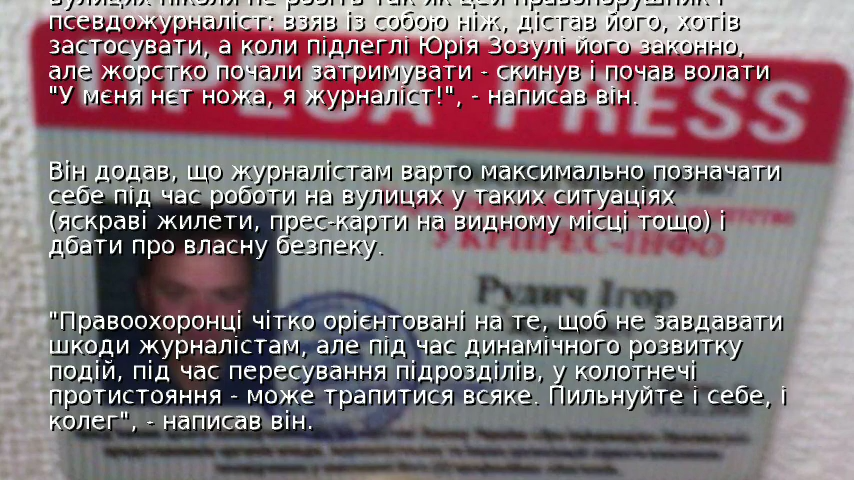 псевдожурналіст: взяв із собою ніж, дістав його, хотів
застосувати, а коли підлеглі Юрія Зозулі його законно,
але жорстко почали затримувати - скинув і почав волати
"У мєня нєт ножа, я журналіст!", - написав він.
PRESS
Він додав, що журналістам варто максимально позначати
себе під час роботи на вулицях у таких ситуаціях
(яскраві жилети, прес-карти на видному місці тощо) і
дбати про власну безпеку.
УКРПРЕС-ІНФО
Рудич Ігор
"Правоохоронці чітко орієнтовані на те, щоб не завдавати
шкоди журналістам, але під час динамічного розвитку
подій, під час пересування підрозділів, у колотнечі
протистояння - може трапитися всяке. Пильнуйте і себе, і
колег", - написав він.